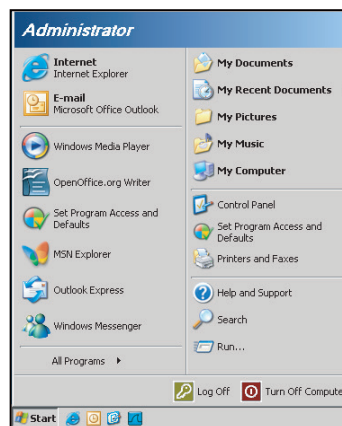 Administrator
Internet
Internet Explorer
E-mail
Microsoft Office Outlook
Windows Media Player
OpenOffice.org Writer
Set Program Access and
Defaults
MSN Explorer
Outlook Express
Windows Messenger
All Programs
My Documents
My Recent Documents
My Pictures
My Music
My Computer
Control Panel
Set Program Access and
Defaults
Printers and Faxes
Help and Support
Search
Run...
Log Off
Turn Off Compute
Start